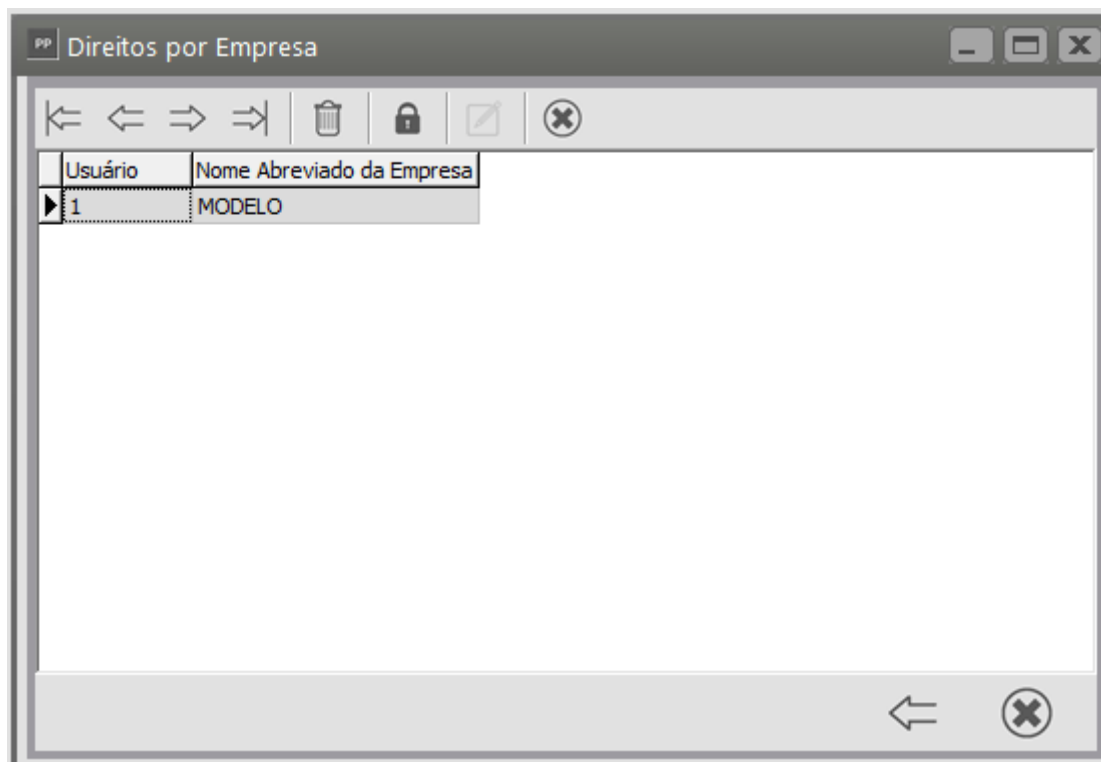 PP Direitos por Empresa
Usuário Nome Abreviado da Empresa
1 MODELO